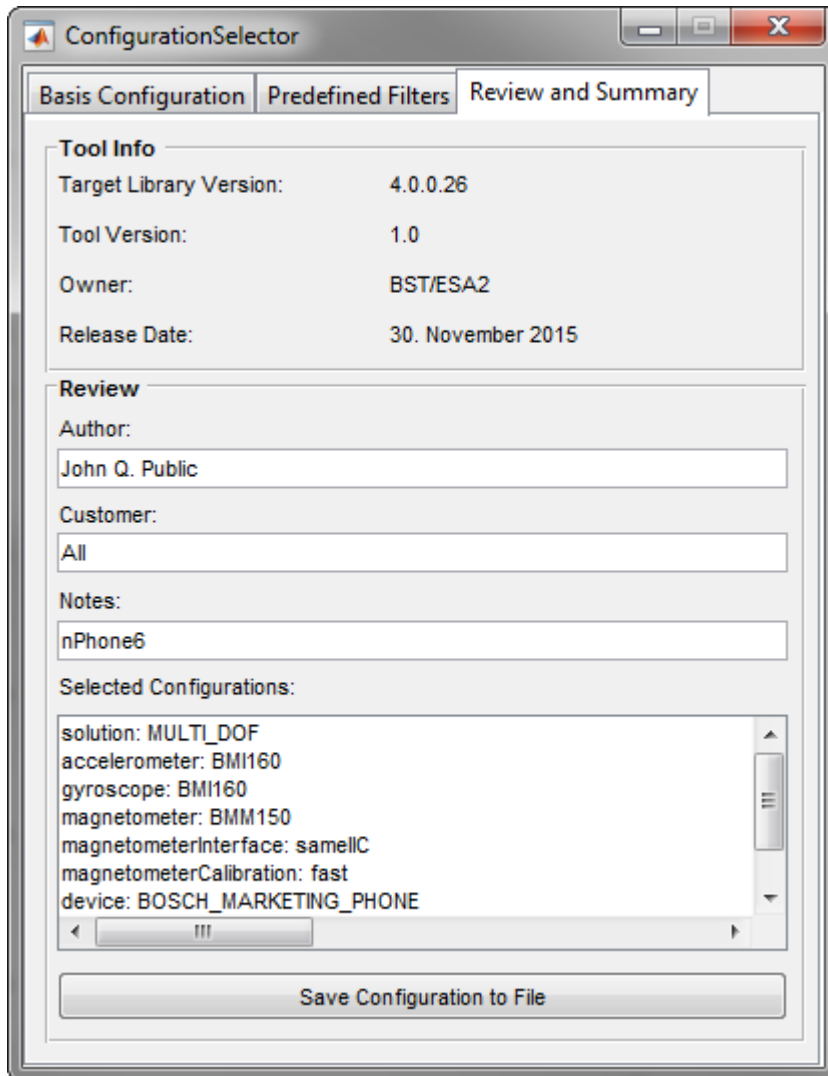 ConfigurationSelector
Basis Configuration Predefined Filters Review and Summary
Tool Info
Target Library Version: 4.0.0.26
Tool Version: 1.0
Owner: BST/ESA2
Release Date: 30. November 2015
Review
Author:
John Q. Public
Customer:
All
Notes:
nPhone6
Selected Configurations:
solution: MULTI_DOF
accelerometer: BMI160
gyroscope: BMI160
magnetometer: BMM150
magnetometerInterface: sameIIC
magnetometerCalibration: fast
device: BOSCH_MARKETING_PHONE
Save Configuration to File